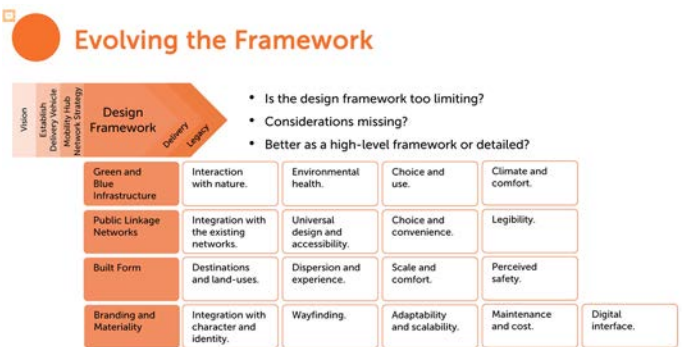 Evolving the Framework
Vision
Establish
Delivery Vehicle
Mobility Hub
Network Strategy
Design
Framework
Delivery
Legacy
• Is the design framework too limiting?
• Considerations missing?
• Better as a high-level framework or detailed?
Green and
Blue
Infrastructure
Interaction
with nature.
Environmental
health.
Choice and
use.
Climate and
comfort.
Public Linkage
Networks
Integration with
the existing
networks.
Universal
design and
accessibility.
Choice and
convenience.
Legibility.
Built Form
Destinations
and land-uses.
Dispersion and
experience.
Scale and
comfort.
Perceived
safety.
Branding and
Materiality
Integration with
character and
identity.
Wayfinding.
Adaptability
and scalability.
Maintenance
and cost.
Digital
interface.